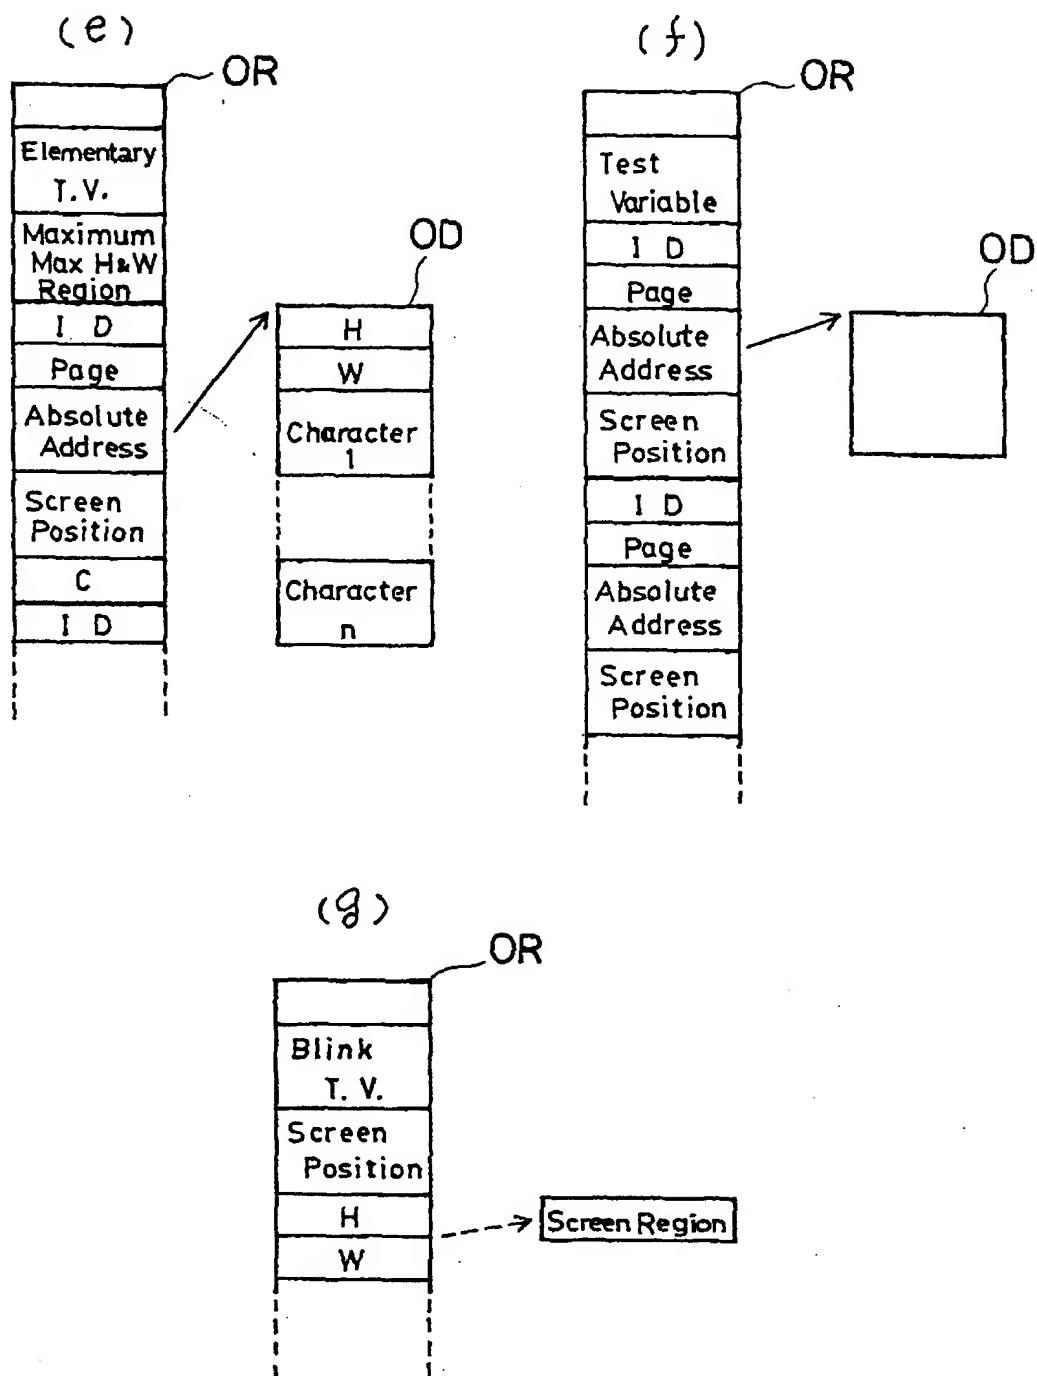 (e)
OR
Elementary
T.V.
Maximum
Max H&W
Region
I D
Page
Absolute
Address
Screen
Position
C
I D
OD
H
W
Character
1
Character
n
(f)
OR
Test
Variable
I D
Page
Absolute
Address
Screen
Position
I D
Page
Absolute
Address
Screen
Position
OD
(g)
OR
Blink
T. V.
Screen
Position
H
W
Screen Region